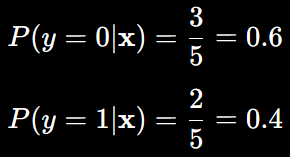 P(y = 0|x) = 3/5 = 0.6
P(y = 1|x) = 2/5 = 0.4